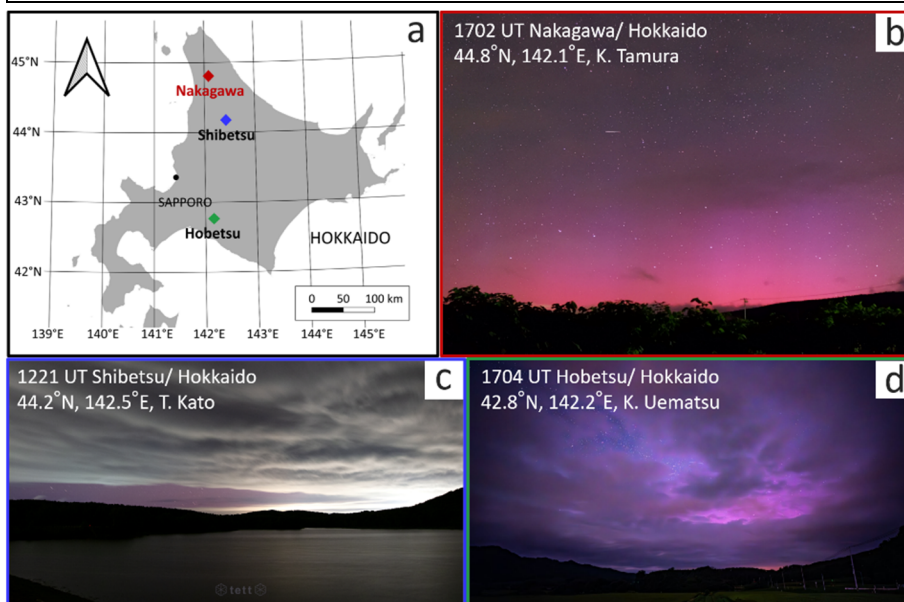 a
45°N
44°N
43°N
42°N
Nakagawa
Shibetsu
SAPPORO
Hobetsu
HOKKAIDO
0 50 100 km
139°E 140°E 141°E 142°E 143°E 144°E 145°E
1702 UT Nakagawa/ Hokkaido
44.8°N, 142.1°E, K. Tamura
b
1221 UT Shibetsu/ Hokkaido
44.2°N, 142.5°E, T. Kato
c
tett
1704 UT Hobetsu/ Hokkaido
42.8°N, 142.2°E, K. Uematsu
d